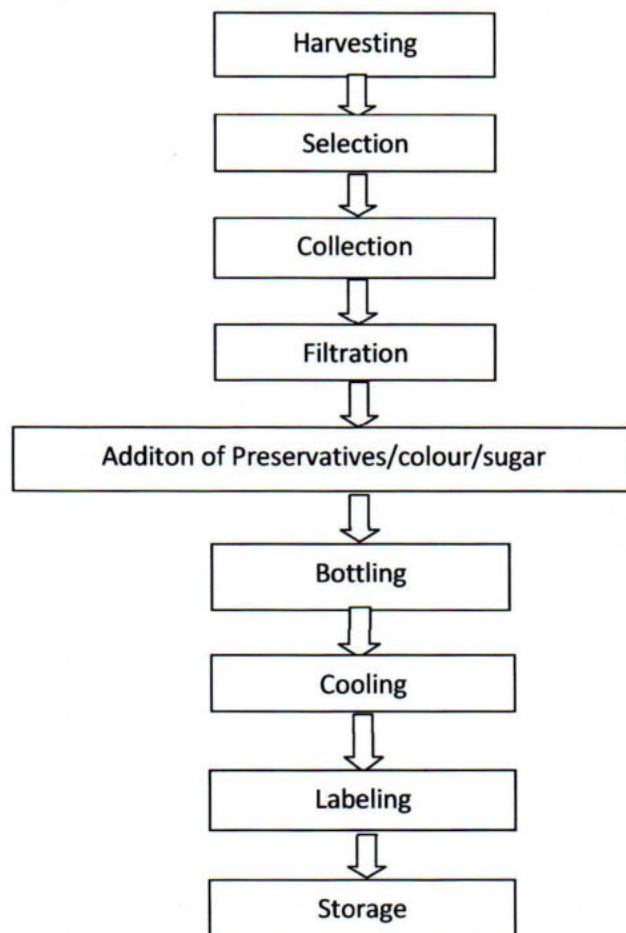 Harvesting
Selection
Collection
Filtration
Additon of Preservatives/colour/sugar
Bottling
Cooling
Labeling
Storage